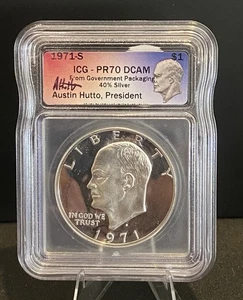 1971-S $1
ICG - PR70 DCAM
From Government Packaging
40% Silver
AHutto
Austin Hutto, President
LIBERTY
IN GOD WE
TRUST
1971